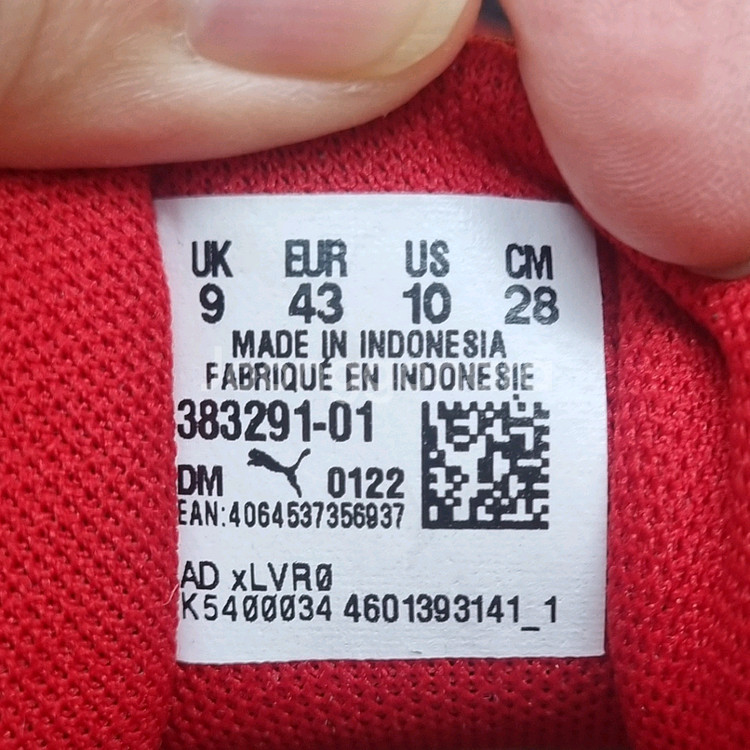 UK EUR US CM
9 43 10 28
MADE IN INDONESIA
FABRIQUÉ EN INDONESIE
383291-01
DM 0122
EAN:4064537356937
AD xLVR0
K5400034 4601393141_1